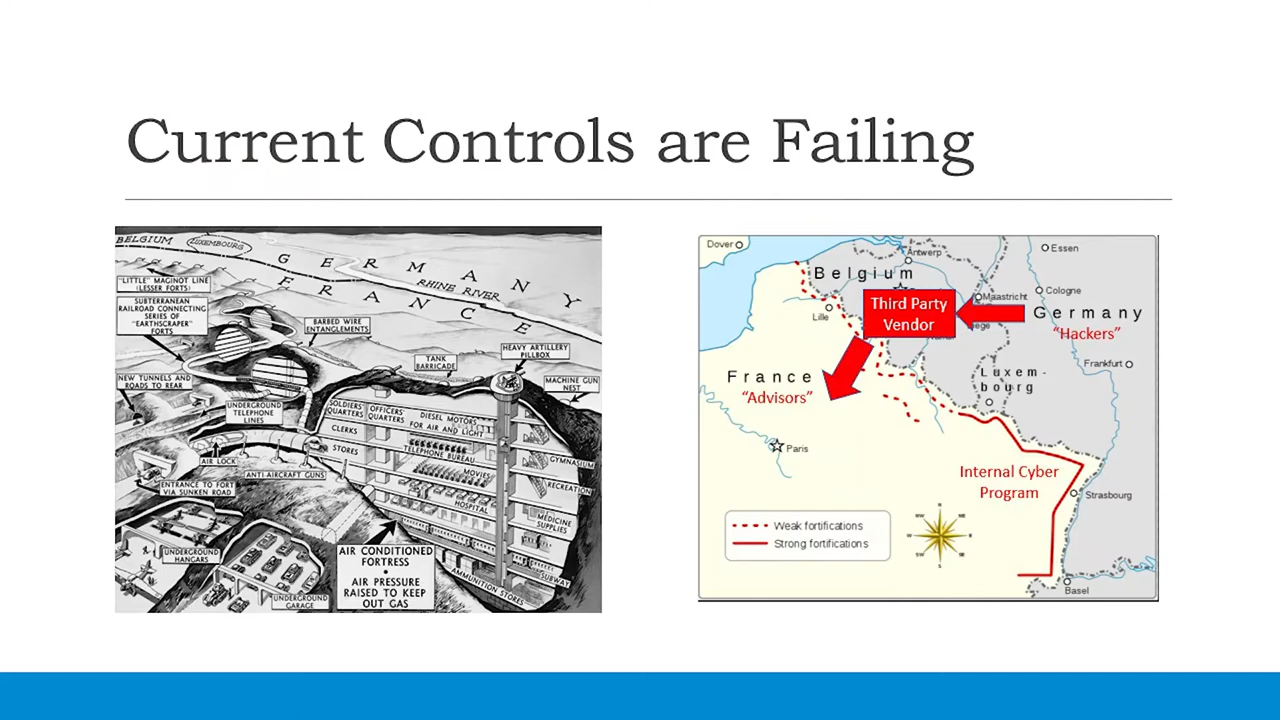 Current Controls are Failing
BELGIUM
LUXEMBOURG
GERMANY
RHINE RIVER
FRANCE
"LITTLE" MAGINOT LINE
(LESSER FORTS)
SUBTERRANEAN
RAILROAD CONNECTING
SERIES OF
"EARTHSCRAPER"
FORTS
BARBED WIRE
ENTANGLEMENTS
HEAVY ARTILLERY
PILLBOX
TANK
BARRICADE
MACHINE GUN
NEST
NEW TUNNELS AND
ROADS TO REAR
UNDERGROUND
TELEPHONE
LINES
SOLDIERS'
QUARTERS
OFFICERS'
QUARTERS
DIESEL MOTORS
FOR AIR AND LIGHT
CLERKS
STORES
TELEPHONE BUREAU
MOVIES
HOSPITAL
GYMNASIUM
RECREATION
MEDICINE
SUPPLIES
SUBWAY
AMMUNITION STORES
AIR LOCK
ANTI-AIRCRAFT GUNS
ENTRANCE TO FORT
VIA SUNKEN ROAD
UNDERGROUND
HANGARS
UNDERGROUND
GARAGE
AIR CONDITIONED
FORTRESS
•
AIR PRESSURE
RAISED TO KEEP
OUT GAS
Dover
Antwerp
Essen
Belgium
Cologne
Maastricht
Third Party
Vendor
Lille
Germany
"Hackers"
Frankfurt
Luxem-
bourg
France
"Advisors"
Paris
Internal Cyber
Program
Strasbourg
Weak fortifications
Strong fortifications
N
NW
NE
W
E
SW
SE
S
Basel